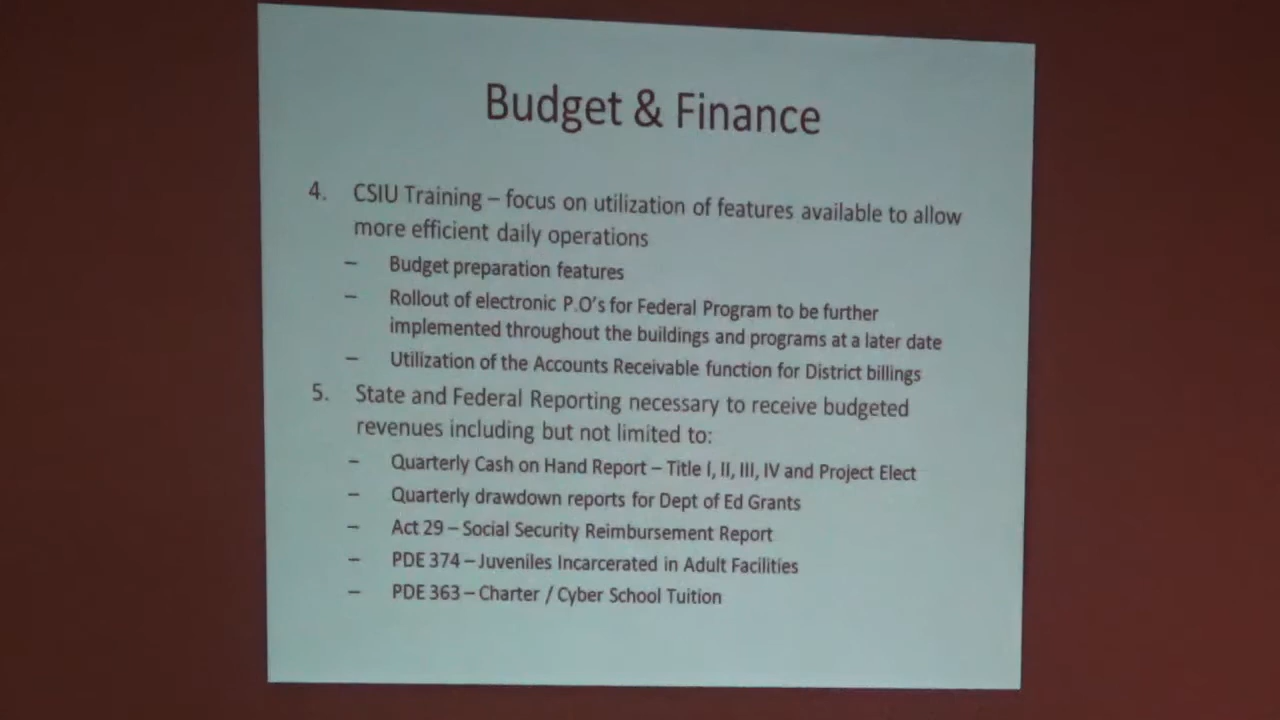 Budget & Finance
4. CSIU Training – focus on utilization of features available to allow
more efficient daily operations
– Budget preparation features
– Rollout of electronic P.O's for Federal Program to be further
implemented throughout the buildings and programs at a later date
– Utilization of the Accounts Receivable function for District billings
5. State and Federal Reporting necessary to receive budgeted
revenues including but not limited to:
– Quarterly Cash on Hand Report – Title I, II, III, IV and Project Elect
– Quarterly drawdown reports for Dept of Ed Grants
– Act 29 – Social Security Reimbursement Report
– PDE 374 – Juveniles Incarcerated in Adult Facilities
– PDE 363 – Charter / Cyber School Tuition